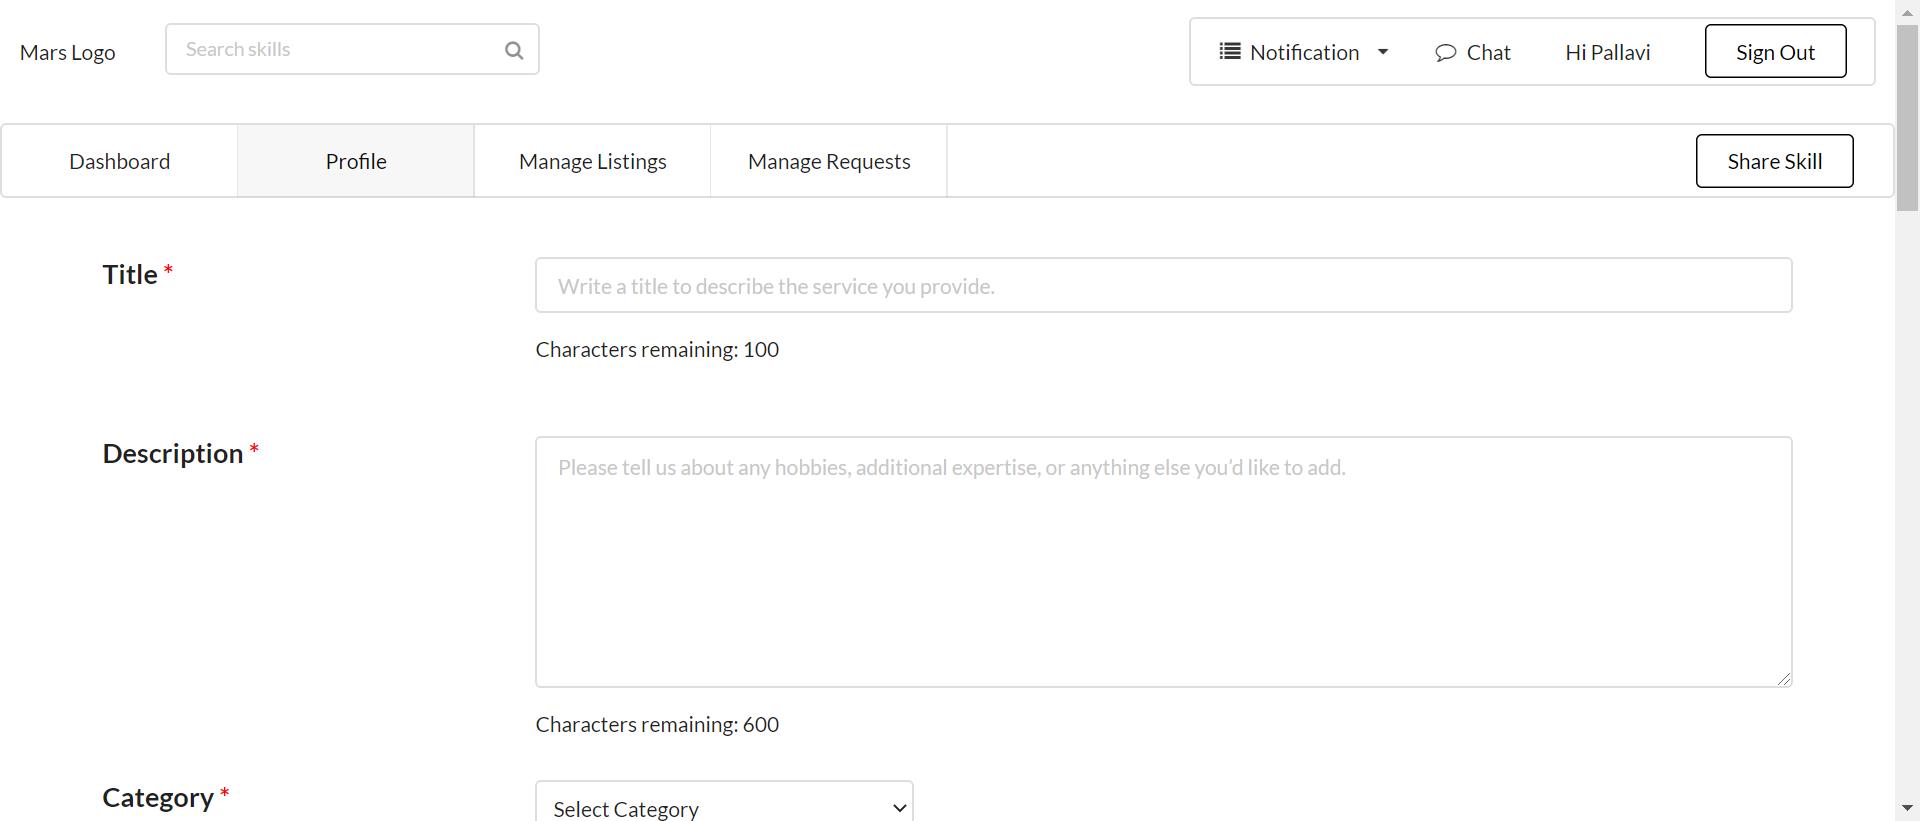 Mars Logo
Search skills
Notification
Chat
Hi Pallavi
Sign Out
Dashboard
Profile
Manage Listings
Manage Requests
Share Skill
Title *
Write a title to describe the service you provide.
Characters remaining: 100
Description *
Please tell us about any hobbies, additional expertise, or anything else you'd like to add.
Characters remaining: 600
Category *
Select Category